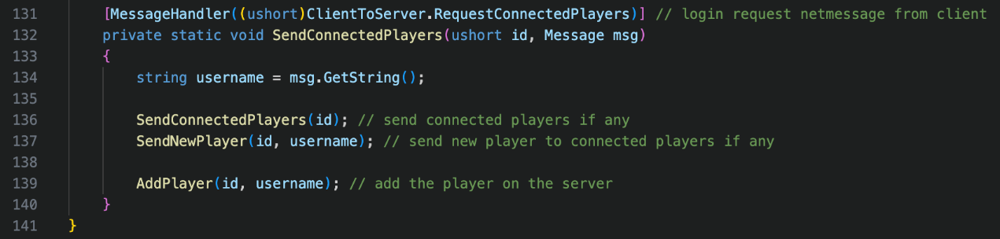 131 [MessageHandler((ushort)ClientToServer.RequestConnectedPlayers)] // login request netmessage from client
132 private static void SendConnectedPlayers(ushort id, Message msg)
133 {
134 string username = msg.GetString();
135
136 SendConnectedPlayers(id); // send connected players if any
137 SendNewPlayer(id, username); // send new player to connected players if any
138
139 AddPlayer(id, username); // add the player on the server
140 }
141 }